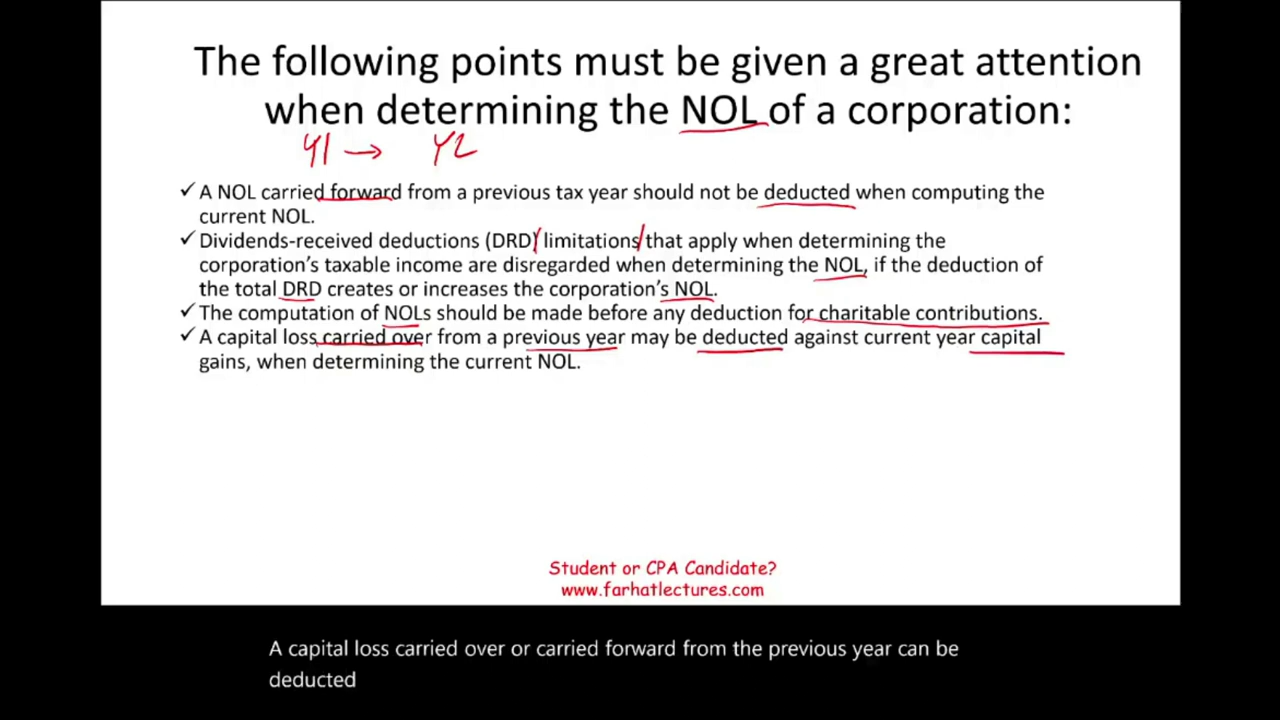 The following points must be given a great attention
when determining the NOL of a corporation:
Y1 → Y2
✓ A NOL carried forward from a previous tax year should not be deducted when computing the
current NOL.
✓ Dividends-received deductions (DRD) limitations that apply when determining the
corporation's taxable income are disregarded when determining the NOL, if the deduction of
the total DRD creates or increases the corporation's NOL.
✓ The computation of NOLs should be made before any deduction for charitable contributions.
✓ A capital loss carried over from a previous year may be deducted against current year capital
gains, when determining the current NOL.
Student or CPA Candidate?
www.farhatlectures.com
A capital loss carried over or carried forward from the previous year can be
deducted